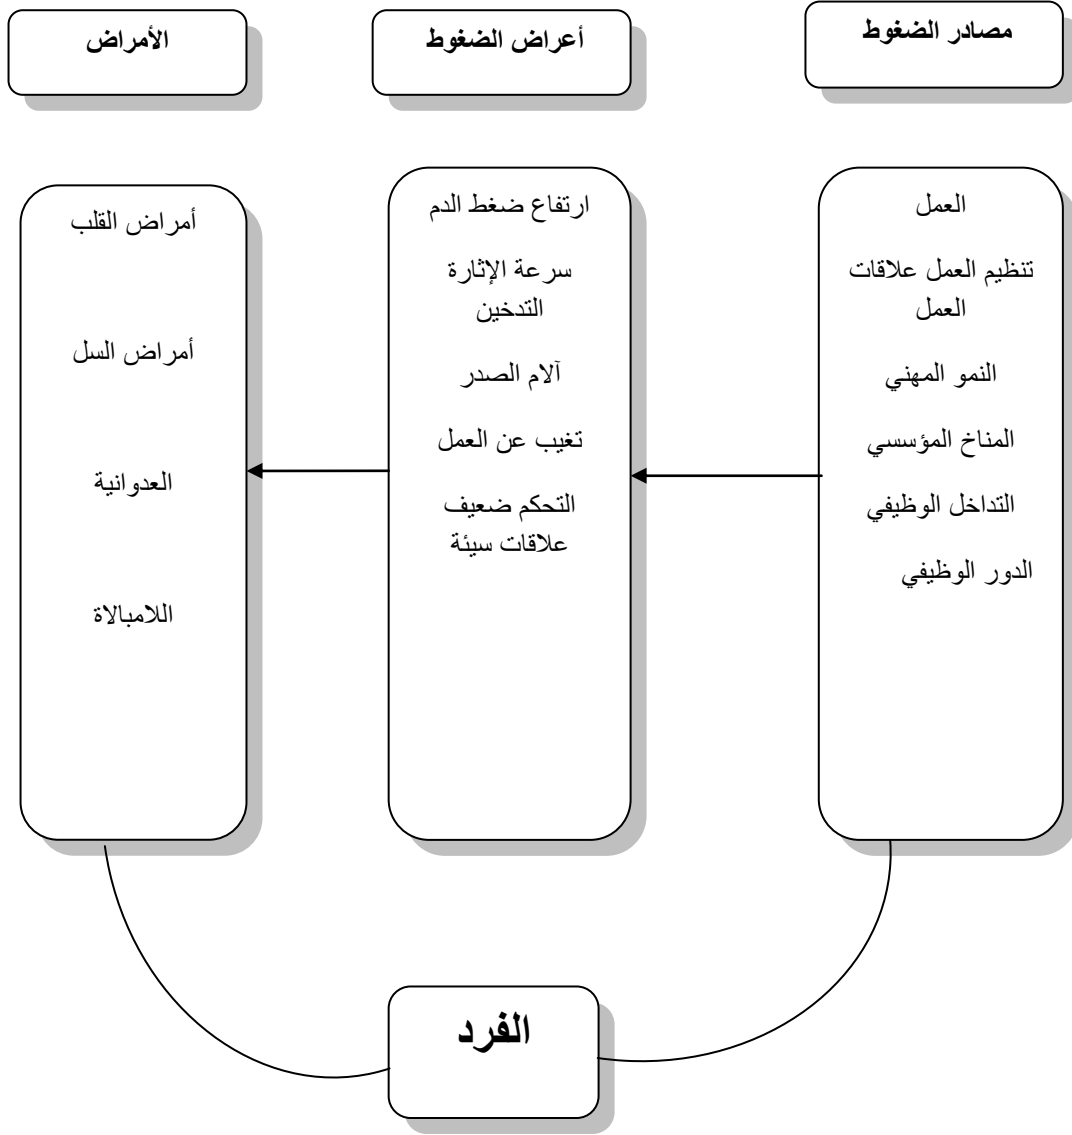 مصادر الضغوط
أعراض الضغوط
الأمراض
العمل
تنظيم العمل علاقات
العمل
النمو المهني
المناخ المؤسسي
التداخل الوظيفي
الدور الوظيفي
ارتفاع ضغط الدم
سرعة الإثارة
التدخين
آلام الصدر
تغيب عن العمل
التحكم ضعيف
علاقات سيئة
أمراض القلب
أمراض السل
العدوانية
اللامبالاة
الفرد